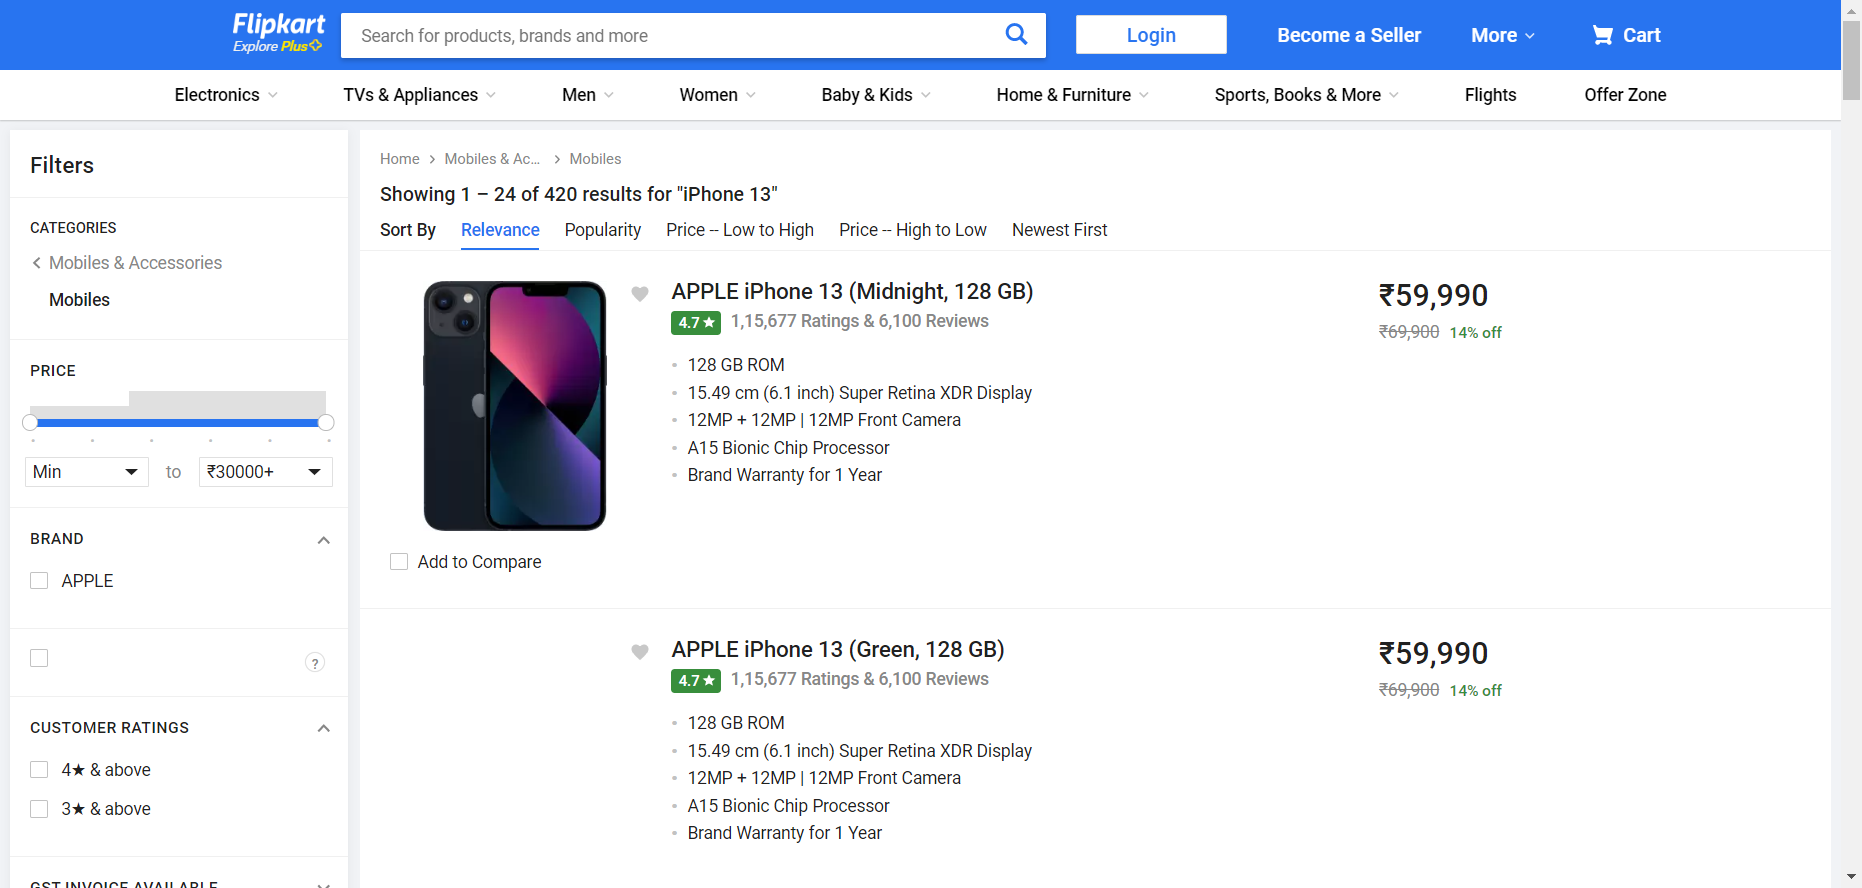 Flipkart
Explore Plus
Search for products, brands and more
Login
Become a Seller
More
Cart
Electronics
TVs & Appliances
Men
Women
Baby & Kids
Home & Furniture
Sports, Books & More
Flights
Offer Zone
Filters
CATEGORIES
Mobiles & Accessories
Mobiles
PRICE
Min to ₹30000+
BRAND
APPLE
?
CUSTOMER RATINGS
4★ & above
3★ & above
GST INVOICE AVAILABLE
Home > Mobiles & Ac... > Mobiles
Showing 1 – 24 of 420 results for "iPhone 13"
Sort By Relevance Popularity Price -- Low to High Price -- High to Low Newest First
APPLE iPhone 13 (Midnight, 128 GB)
4.7★ 1,15,677 Ratings & 6,100 Reviews
128 GB ROM
15.49 cm (6.1 inch) Super Retina XDR Display
12MP + 12MP | 12MP Front Camera
A15 Bionic Chip Processor
Brand Warranty for 1 Year
₹59,990
₹69,900 14% off
Add to Compare
APPLE iPhone 13 (Green, 128 GB)
4.7★ 1,15,677 Ratings & 6,100 Reviews
128 GB ROM
15.49 cm (6.1 inch) Super Retina XDR Display
12MP + 12MP | 12MP Front Camera
A15 Bionic Chip Processor
Brand Warranty for 1 Year
₹59,990
₹69,900 14% off